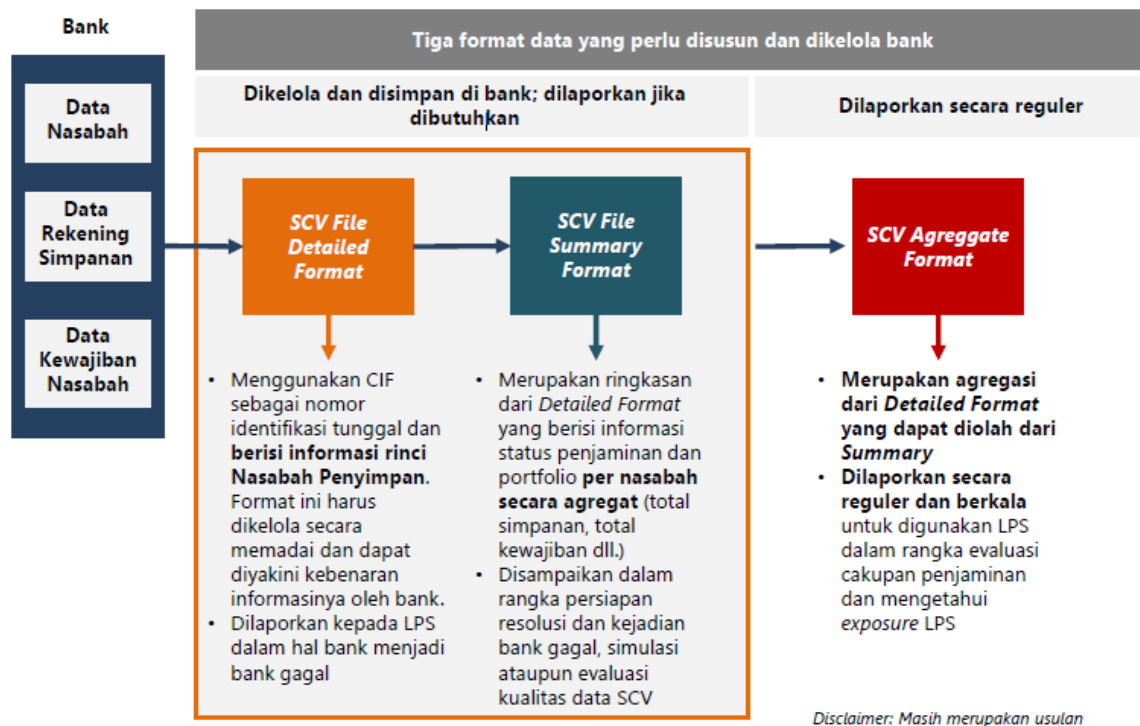 Bank
Tiga format data yang perlu disusun dan dikelola bank
Dikelola dan disimpan di bank; dilaporkan jika
dibutuhkan
Dilaporkan secara reguler
Data
Nasabah
Data
Rekening
Simpanan
Data
Kewajiban
Nasabah
SCV File
Detailed
Format
SCV File
Summary
Format
SCV Agreggate
Format
• Menggunakan CIF
sebagai nomor
identifikasi tunggal dan
berisi informasi rinci
Nasabah Penyimpan.
Format ini harus
dikelola secara
memadai dan dapat
diyakini kebenaran
informasinya oleh bank.
• Dilaporkan kepada LPS
dalam hal bank menjadi
bank gagal
• Merupakan ringkasan
dari Detailed Format
yang berisi informasi
status penjaminan dan
portfolio per nasabah
secara agregat (total
simpanan, total
kewajiban dll.)
• Disampaikan dalam
rangka persiapan
resolusi dan kejadian
bank gagal, simulasi
ataupun evaluasi
kualitas data SCV
• Merupakan agregasi
dari Detailed Format
yang dapat diolah dari
Summary
• Dilaporkan secara
reguler dan berkala
untuk digunakan LPS
dalam rangka evaluasi
cakupan penjaminan
dan mengetahui
exposure LPS
Disclaimer: Masih merupakan usulan